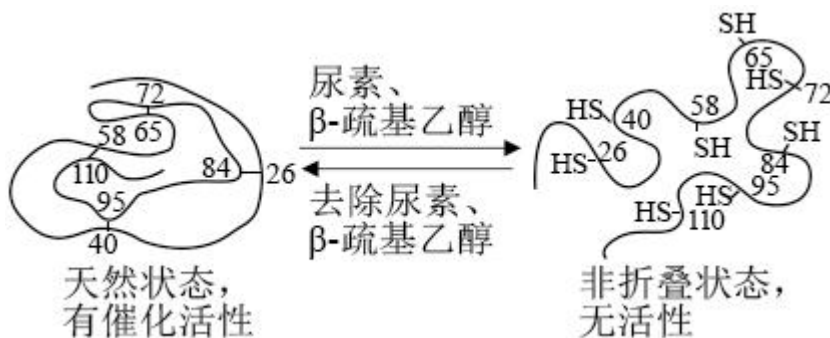 72
58
65
110
84
26
95
40
天然状态，
有催化活性
尿素、
β-巯基乙醇
去除尿素、
β-巯基乙醇
SH
65
HS
72
HS
40
58
SH
HS
26
SH
84
HS
95
HS
110
非折叠状态，
无活性